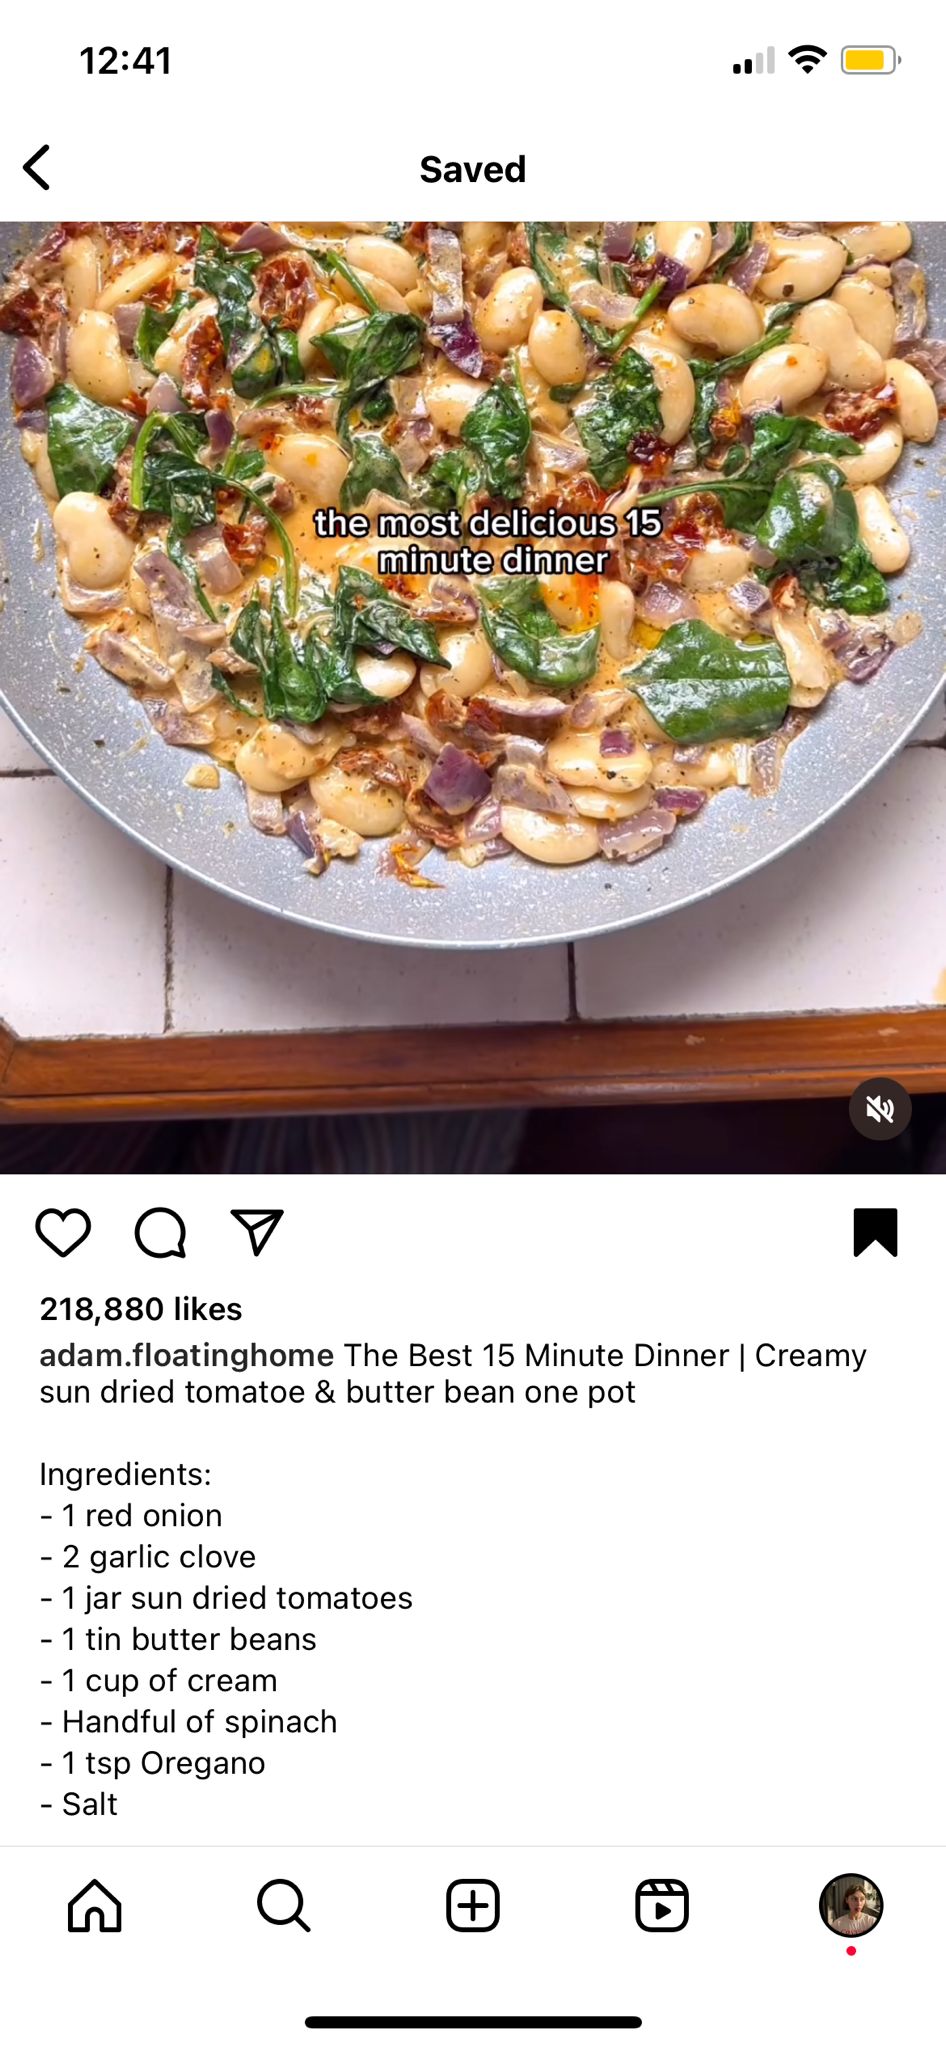 12:41
Saved
the most delicious 15
minute dinner
218,880 likes
adam.floatinghome The Best 15 Minute Dinner | Creamy
sun dried tomatoe & butter bean one pot
Ingredients:
- 1 red onion
- 2 garlic clove
- 1 jar sun dried tomatoes
- 1 tin butter beans
- 1 cup of cream
- Handful of spinach
- 1 tsp Oregano
- Salt